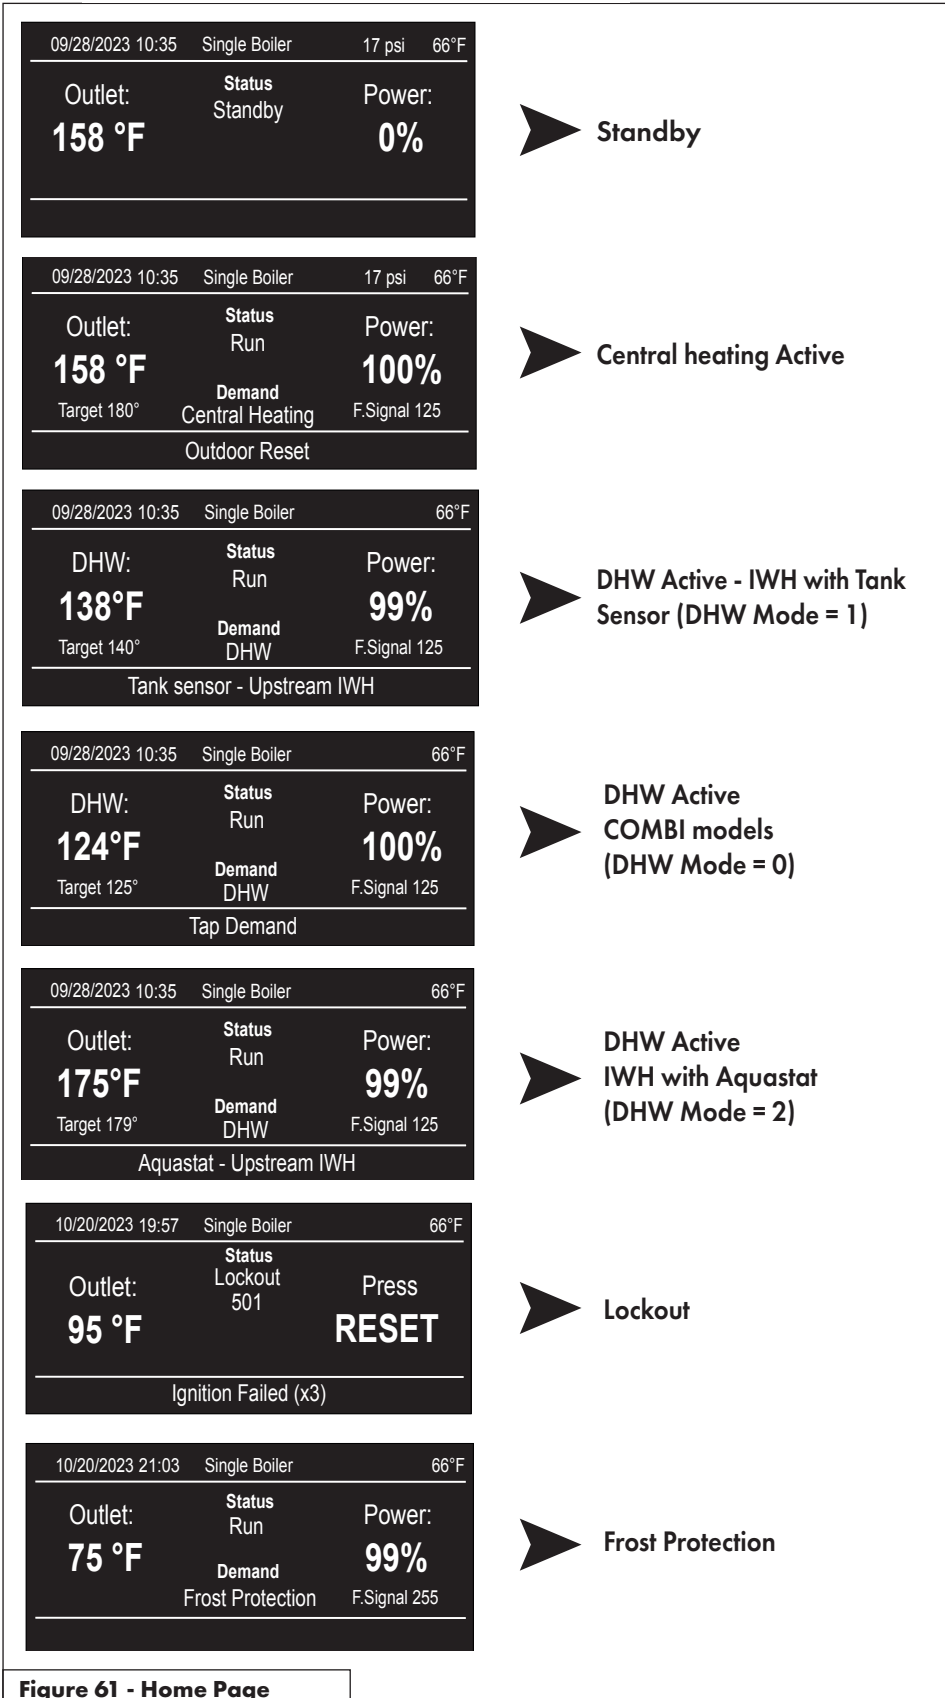 09/28/2023 10:35 Single Boiler 17 psi 66°F
Outlet: Status Power:
Standby
158 °F 0%
Standby
09/28/2023 10:35 Single Boiler 17 psi 66°F
Outlet: Status Power:
Run
158 °F 100%
Demand
Target 180° Central Heating F.Signal 125
Outdoor Reset
Central heating Active
09/28/2023 10:35 Single Boiler 66°F
DHW: Status Power:
Run
138°F 99%
Demand
Target 140° DHW F.Signal 125
Tank sensor - Upstream IWH
DHW Active - IWH with Tank
Sensor (DHW Mode = 1)
09/28/2023 10:35 Single Boiler 66°F
DHW: Status Power:
Run
124°F 100%
Demand
Target 125° DHW F.Signal 125
Tap Demand
DHW Active
COMBI models
(DHW Mode = 0)
09/28/2023 10:35 Single Boiler 66°F
Outlet: Status Power:
Run
175°F 99%
Demand
Target 179° DHW F.Signal 125
Aquastat - Upstream IWH
DHW Active
IWH with Aquastat
(DHW Mode = 2)
10/20/2023 19:57 Single Boiler 66°F
Status
Outlet: Lockout Press
501
95 °F RESET
Ignition Failed (x3)
Lockout
10/20/2023 21:03 Single Boiler 66°F
Outlet: Status Power:
Run
75 °F 99%
Demand
Frost Protection F.Signal 255
Frost Protection
Figure 61 - Home Page